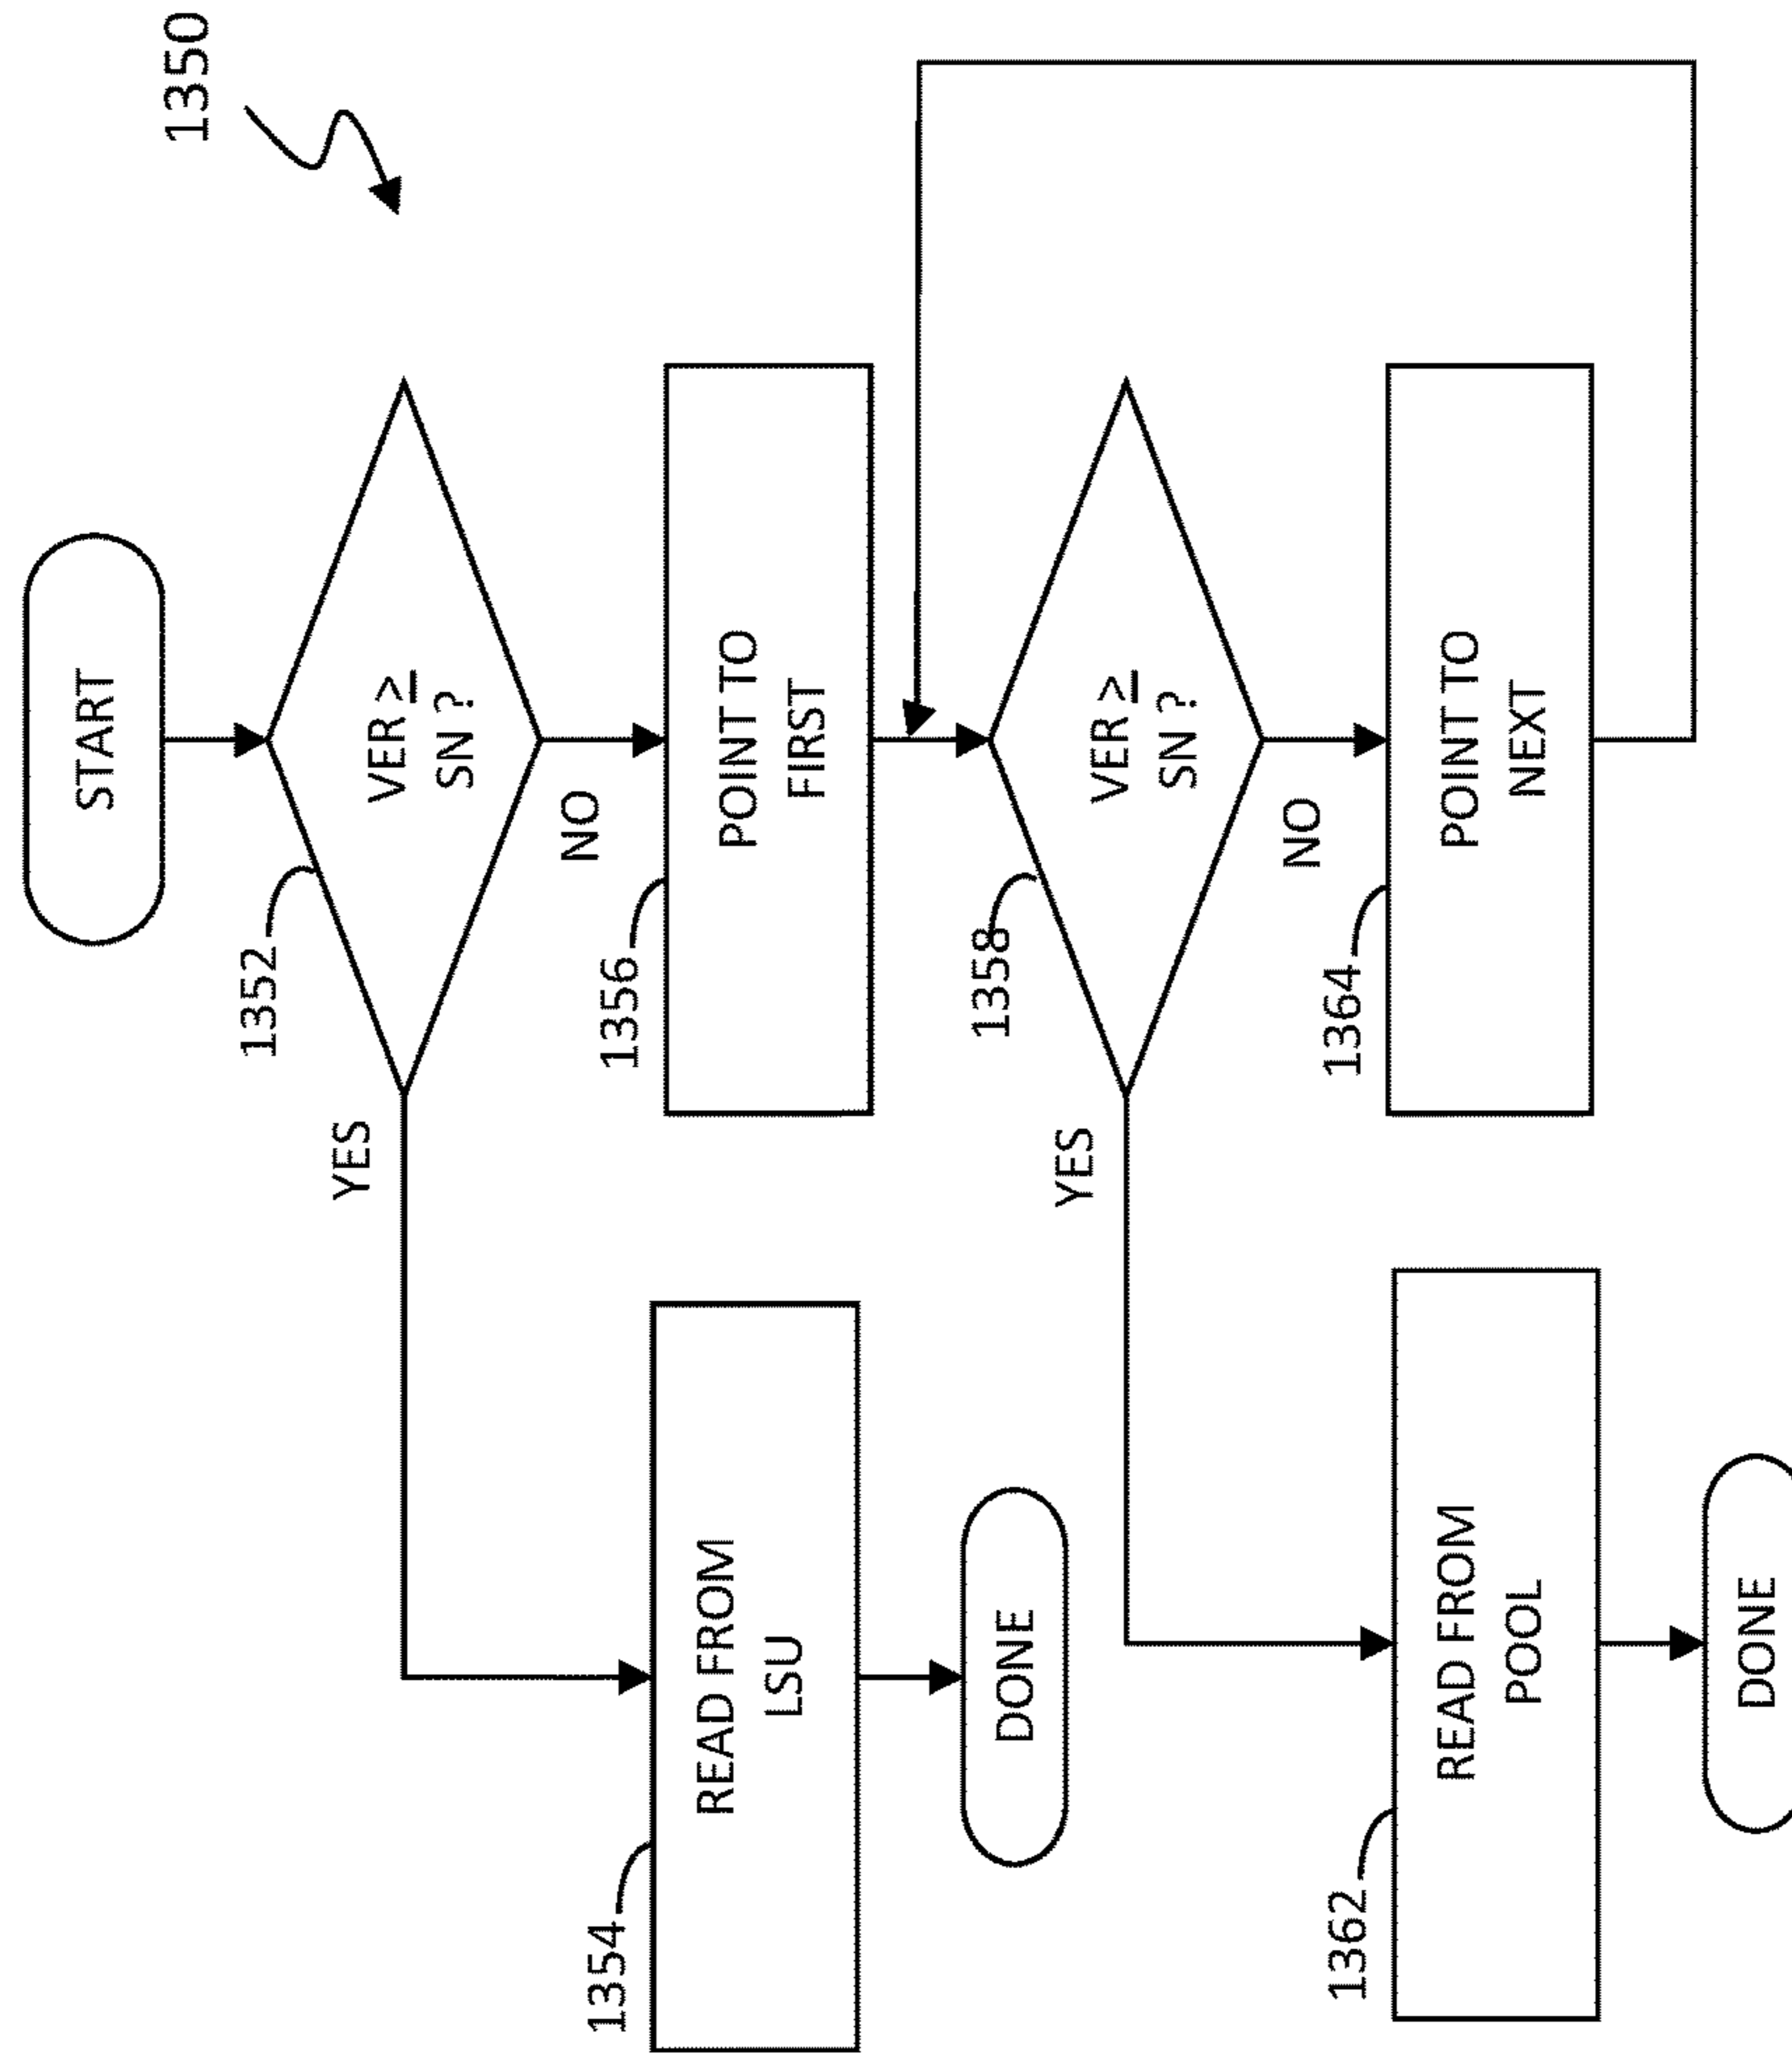 1350
START
1352
VER ≥
SN ?
YES
NO
1356
POINT TO
FIRST
1354
READ FROM
LSU
DONE
1358
VER ≥
SN ?
YES
NO
1364
POINT TO
NEXT
1362
READ FROM
POOL
DONE